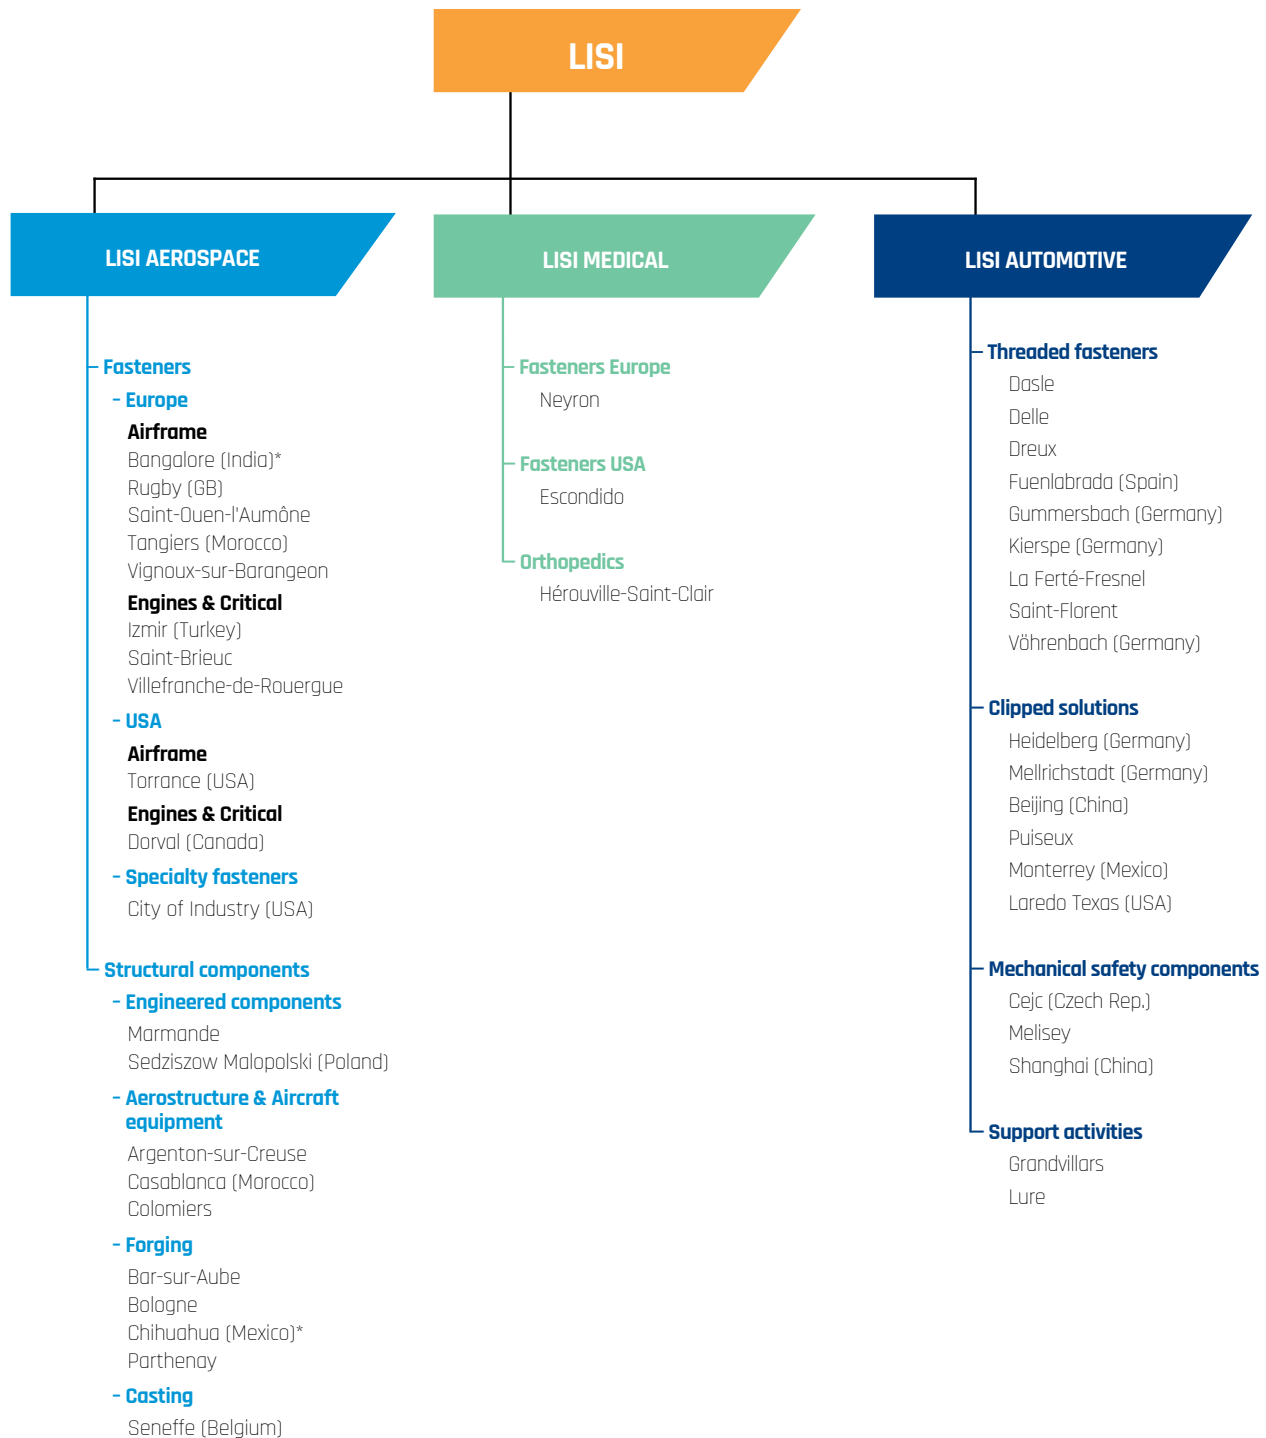 LISI
LISI AEROSPACE
Fasteners
- Europe
Airframe
Bangalore (India)*
Rugby (GB)
Saint-Ouen-l'Aumône
Tangiers (Morocco)
Vignoux-sur-Barangeon
Engines & Critical
Izmir (Turkey)
Saint-Brieuc
Villefranche-de-Rouergue
- USA
Airframe
Torrance (USA)
Engines & Critical
Dorval (Canada)
- Specialty fasteners
City of Industry (USA)
Structural components
- Engineered components
Marmande
Sedziszow Malopolski (Poland)
- Aerostructure & Aircraft
equipment
Argenton-sur-Creuse
Casablanca (Morocco)
Colomiers
- Forging
Bar-sur-Aube
Bologne
Chihuahua (Mexico)*
Parthenay
- Casting
Seneffe (Belgium)
LISI MEDICAL
Fasteners Europe
Neyron
Fasteners USA
Escondido
Orthopedics
Hérouville-Saint-Clair
LISI AUTOMOTIVE
Threaded fasteners
Dasle
Delle
Dreux
Fuenlabrada (Spain)
Gummersbach (Germany)
Kierspe (Germany)
La Ferté-Fresnel
Saint-Florent
Vöhrenbach (Germany)
Clipped solutions
Heidelberg (Germany)
Mellrichstadt (Germany)
Beijing (China)
Puiseux
Monterrey (Mexico)
Laredo Texas (USA)
Mechanical safety components
Cejc (Czech Rep.)
Melisey
Shanghai (China)
Support activities
Grandvillars
Lure